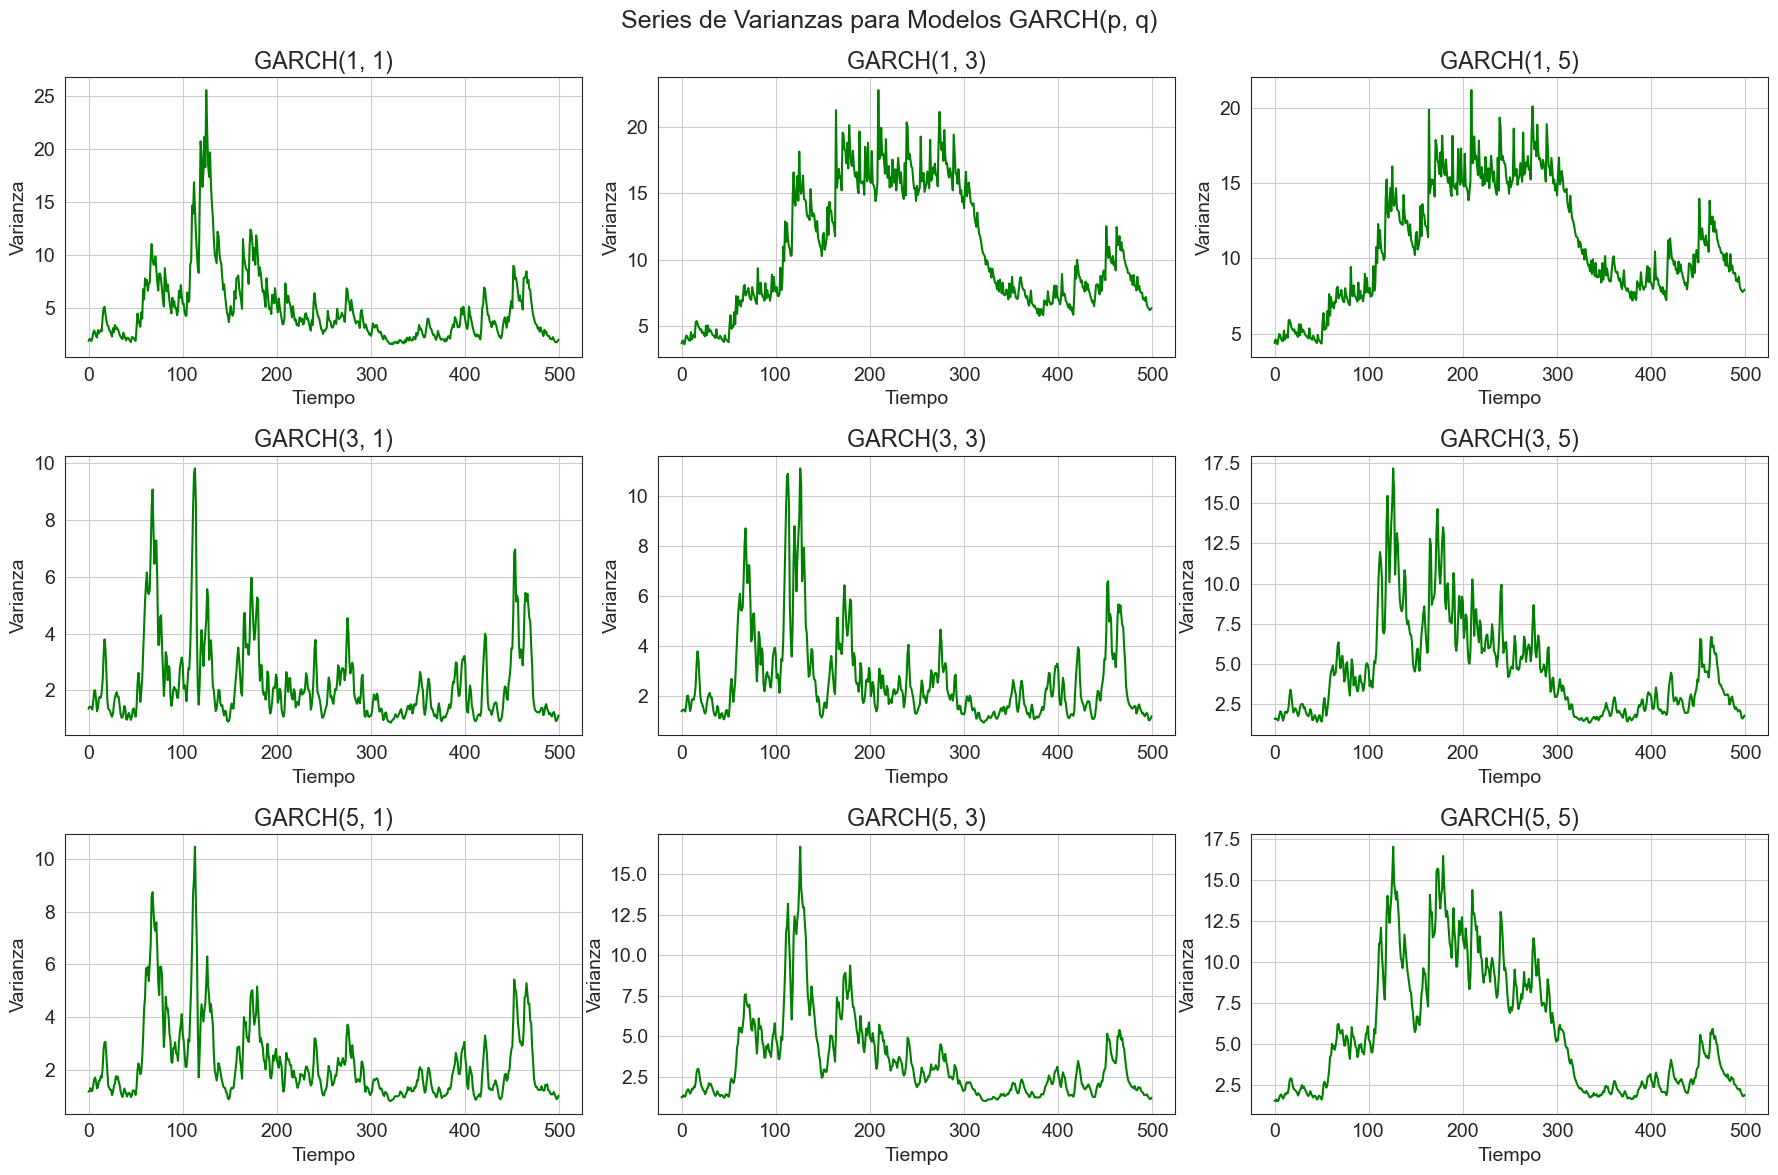 Series de Varianzas para Modelos GARCH(p, q)
GARCH(1, 1)
Varianza
25
20
15
10
5
0 100 200 300 400 500
Tiempo
GARCH(1, 3)
Varianza
20
15
10
5
0 100 200 300 400 500
Tiempo
GARCH(1, 5)
Varianza
20
15
10
5
0 100 200 300 400 500
Tiempo
GARCH(3, 1)
Varianza
10
8
6
4
2
0 100 200 300 400 500
Tiempo
GARCH(3, 3)
Varianza
10
8
6
4
2
0 100 200 300 400 500
Tiempo
GARCH(3, 5)
Varianza
17.5
15.0
12.5
10.0
7.5
5.0
2.5
0 100 200 300 400 500
Tiempo
GARCH(5, 1)
Varianza
10
8
6
4
2
0 100 200 300 400 500
Tiempo
GARCH(5, 3)
Varianza
15.0
12.5
10.0
7.5
5.0
2.5
0 100 200 300 400 500
Tiempo
GARCH(5, 5)
Varianza
17.5
15.0
12.5
10.0
7.5
5.0
2.5
0 100 200 300 400 500
Tiempo